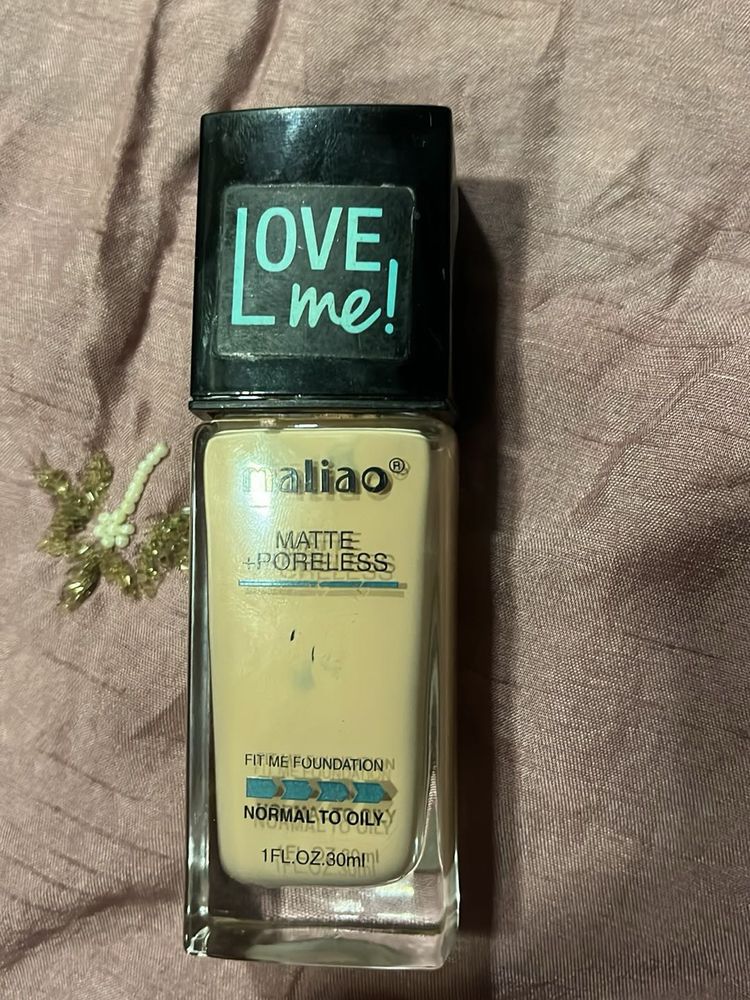 LOVE
me!
maliao®
MATTE
+PORELESS
FIT ME FOUNDATION
NORMAL TO OILY
1FL.OZ.30ml